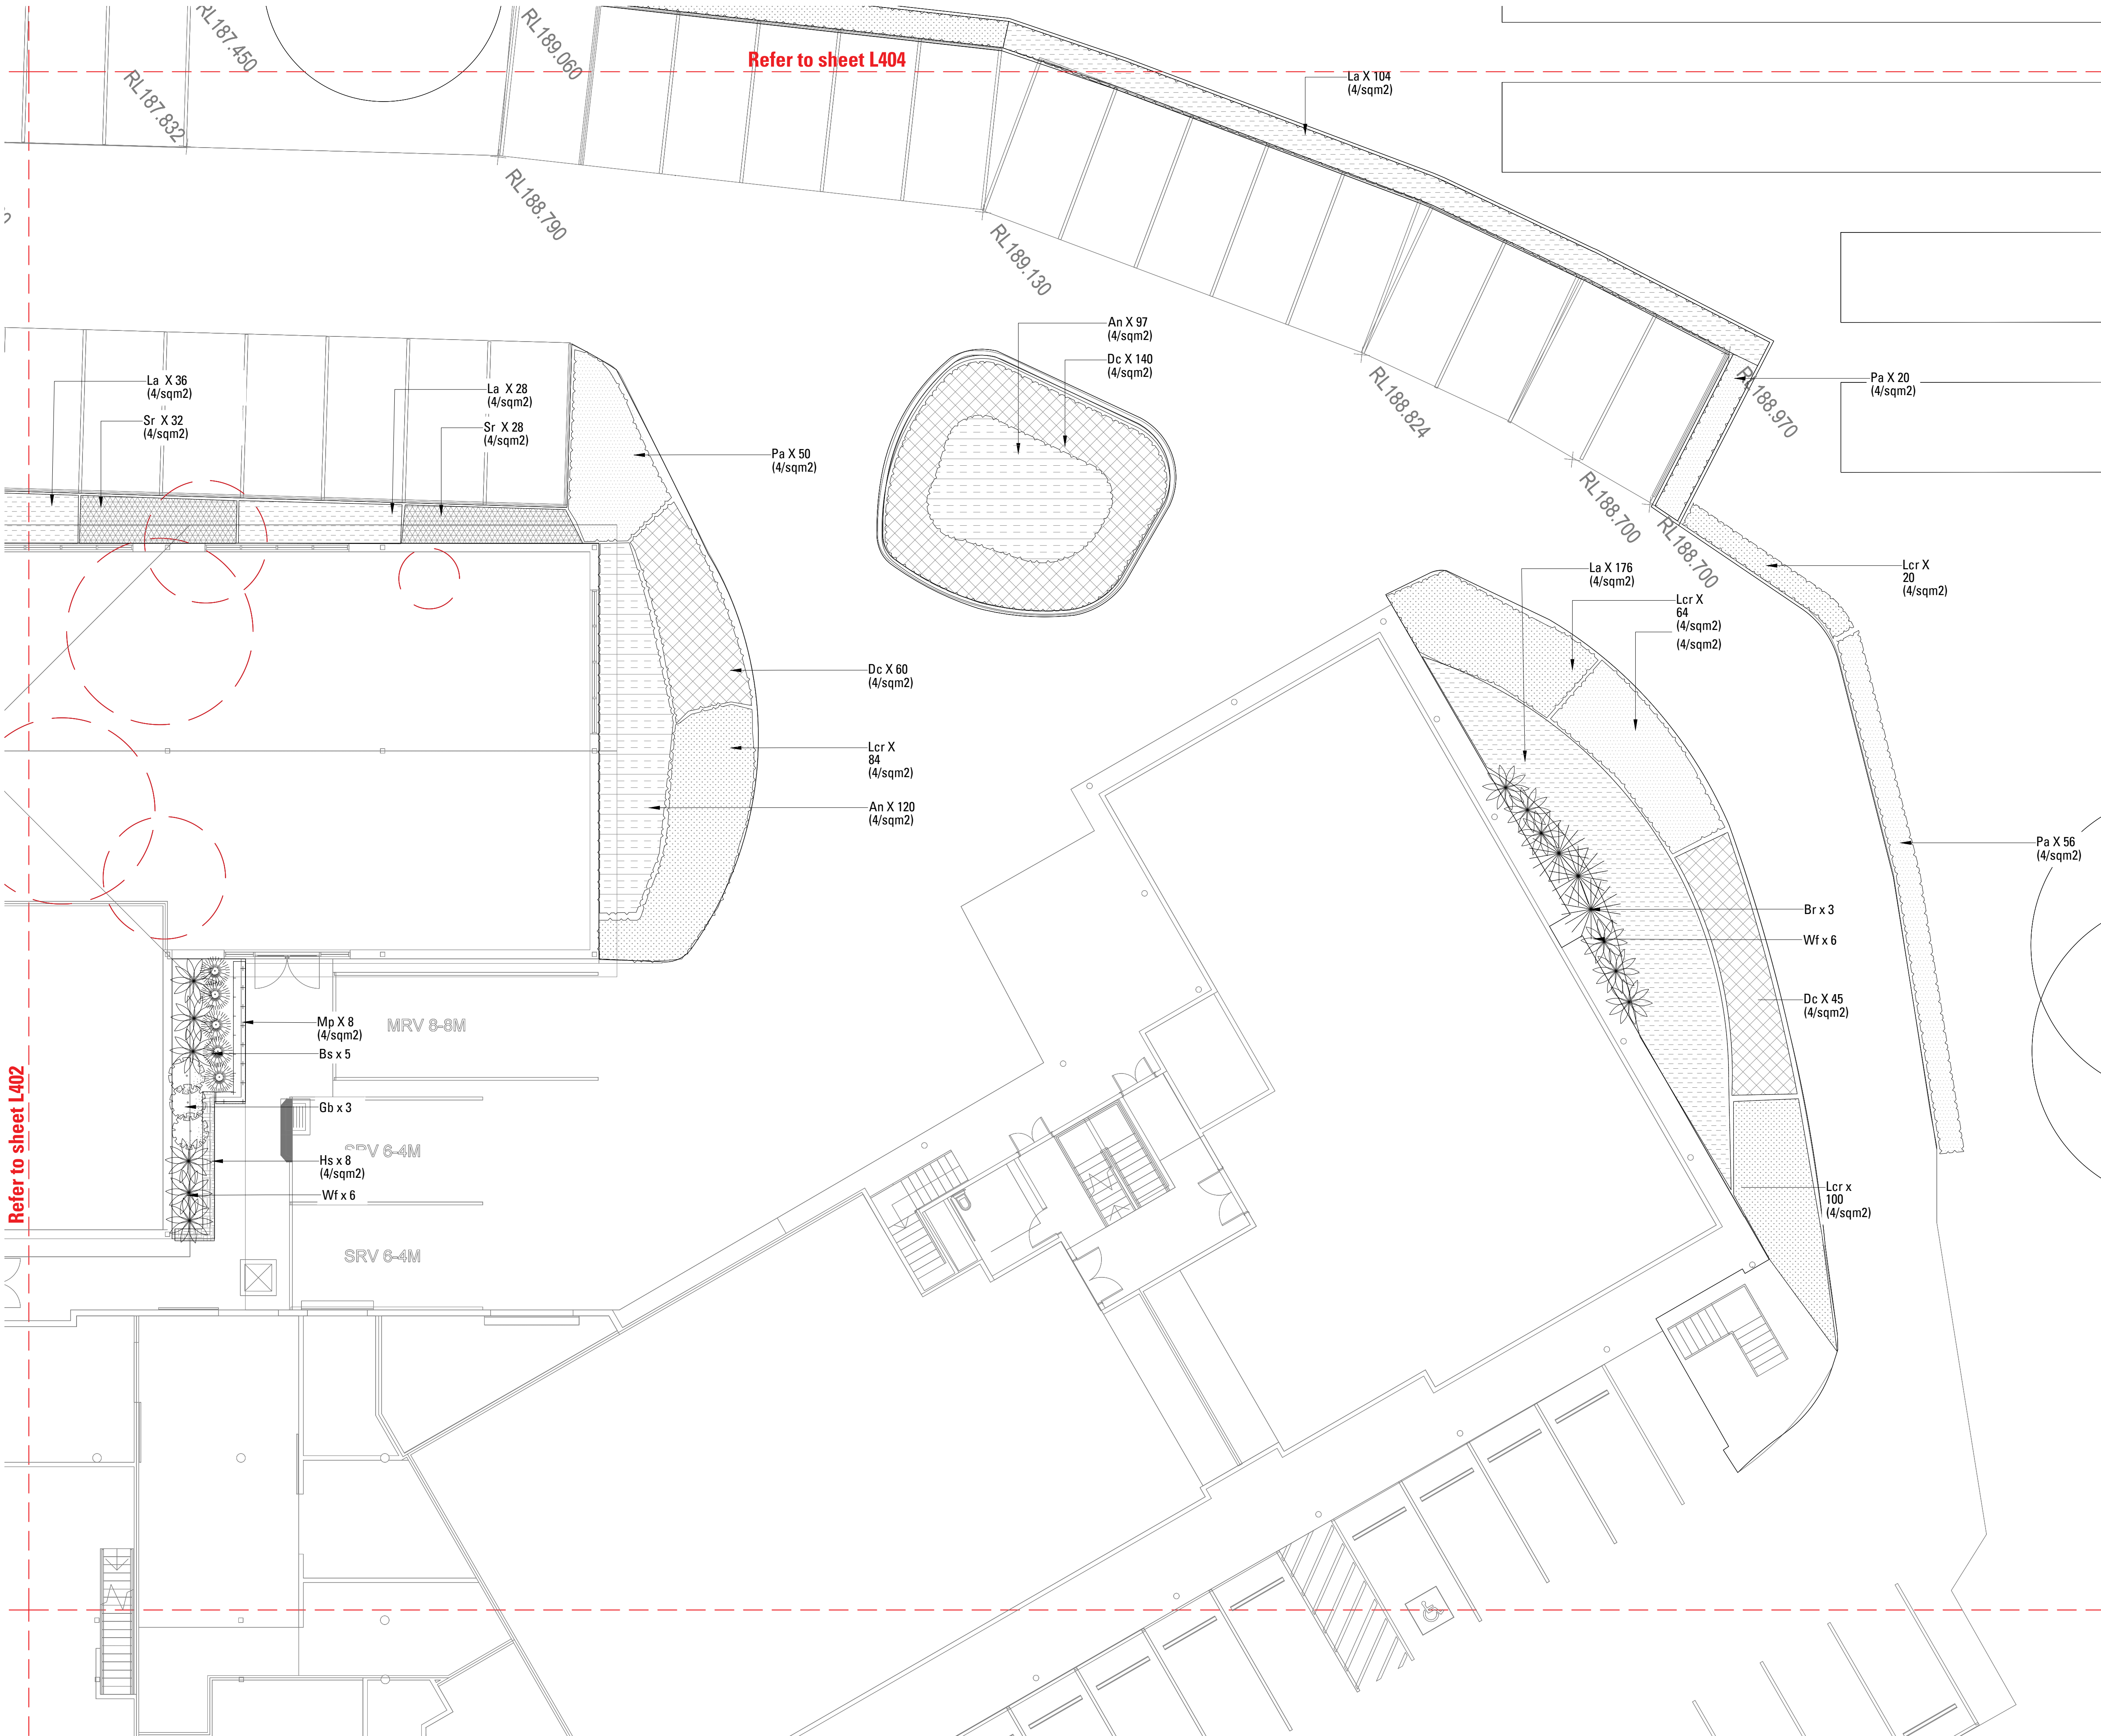 RL187.450
RL189.060
Refer to sheet L404
RL187.832
La X 104
(4/sqm2)
RL188.790
RL189.130
An X 97
(4/sqm2)
Dc X 140
(4/sqm2)
La X 36
(4/sqm2)
Sr X 32
(4/sqm2)
La X 28
(4/sqm2)
Sr X 28
(4/sqm2)
Pa X 50
(4/sqm2)
RL188.824
RL188.970
Pa X 20
(4/sqm2)
RL188.700
RL188.700
Lcr X
20
(4/sqm2)
La X 176
(4/sqm2)
Lcr X
64
(4/sqm2)
(4/sqm2)
Dc X 60
(4/sqm2)
Lcr X
84
(4/sqm2)
An X 120
(4/sqm2)
Pa X 56
(4/sqm2)
Br x 3
Wf x 6
Dc X 45
(4/sqm2)
Mp X 8
(4/sqm2)
MRV 8-8M
Bs x 5
Refer to sheet L402
Gb x 3
SRV 6-4M
Hs x 8
(4/sqm2)
Wf x 6
Lcr x
100
(4/sqm2)
SRV 6-4M